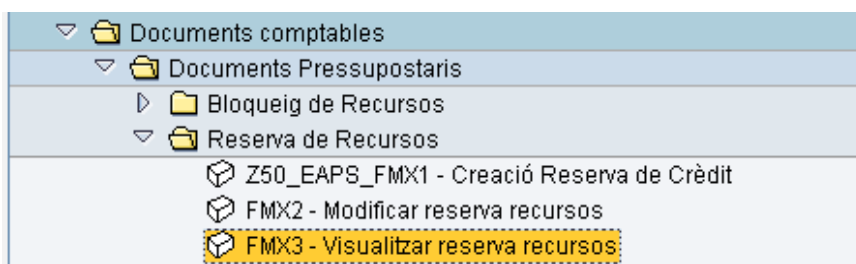 Documents comptables
Documents Pressupostaris
Bloqueig de Recursos
Reserva de Recursos
Z50_EAPS_FMX1 - Creació Reserva de Crèdit
FMX2 - Modificar reserva recursos
FMX3 - Visualitzar reserva recursos